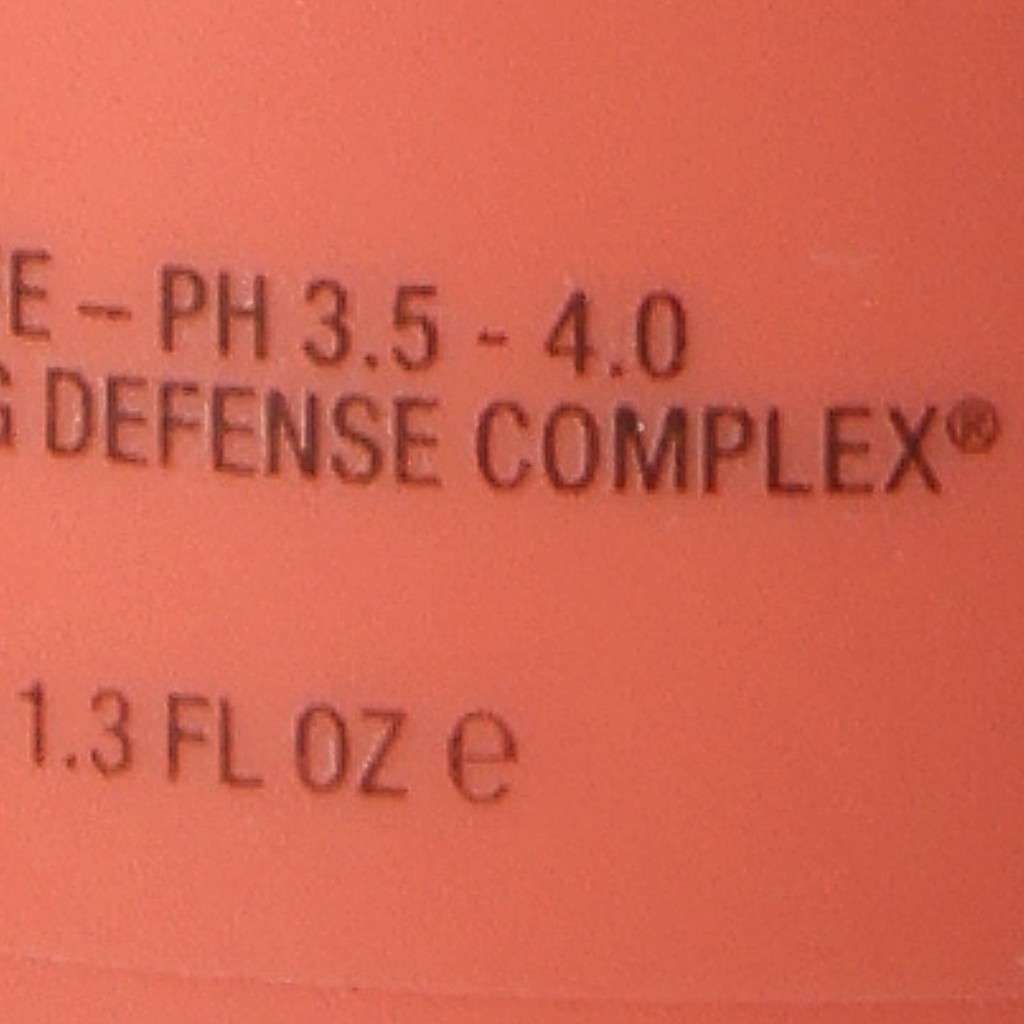 – PH 3.5 - 4.0
DEFENSE COMPLEX®
1.3 FL OZ ℮